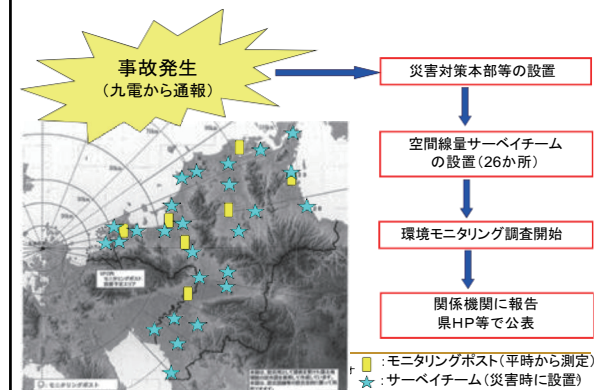 事故発生
(九電から通報)
災害対策本部等の設置
空間線量サーベイチーム
の設置(26か所)
環境モニタリング調査開始
関係機関に報告
県HP等で公表
:モニタリングポスト(平時から測定)
:サーベイチーム(災害時に設置)